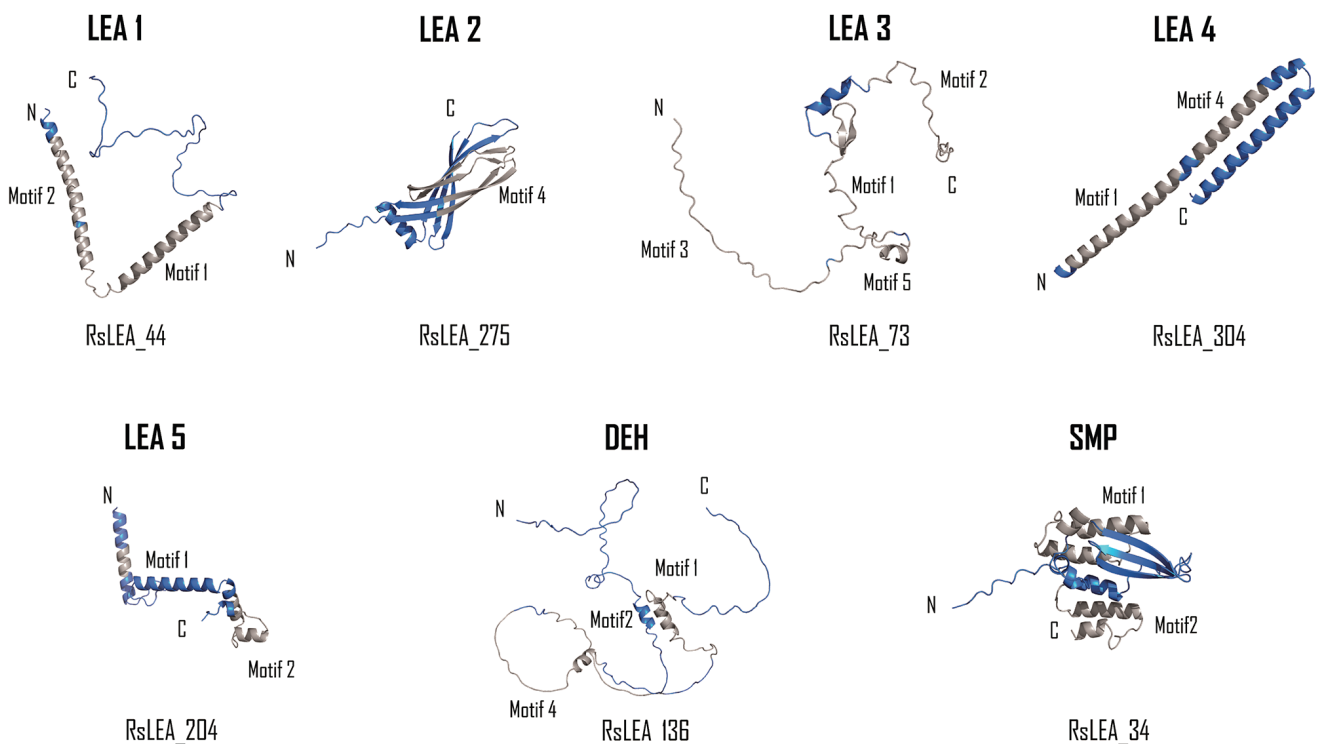 LEA 1
LEA 2
LEA 3
LEA 4
C
N
Motif 2
Motif 1
C
Motif 4
N
N
Motif 2
C
Motif 1
Motif 3
Motif 5
Motif 4
Motif 1
C
N
RsLEA_44
RsLEA_275
RsLEA_73
RsLEA_304
LEA 5
DEH
SMP
N
Motif 1
C
Motif 2
N
C
Motif 1
Motif2
Motif 4
Motif 1
N
C
Motif2
RsLEA_204
RsLEA_136
RsLEA_34